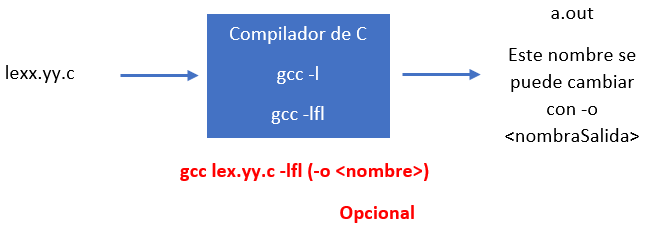 lexx.yy.c
Compilador de C
gcc -l
gcc -lfl
a.out
Este nombre se
puede cambiar
con -o
<nombraSalida>
gcc lex.yy.c -lfl (-o <nombre>)
Opcional